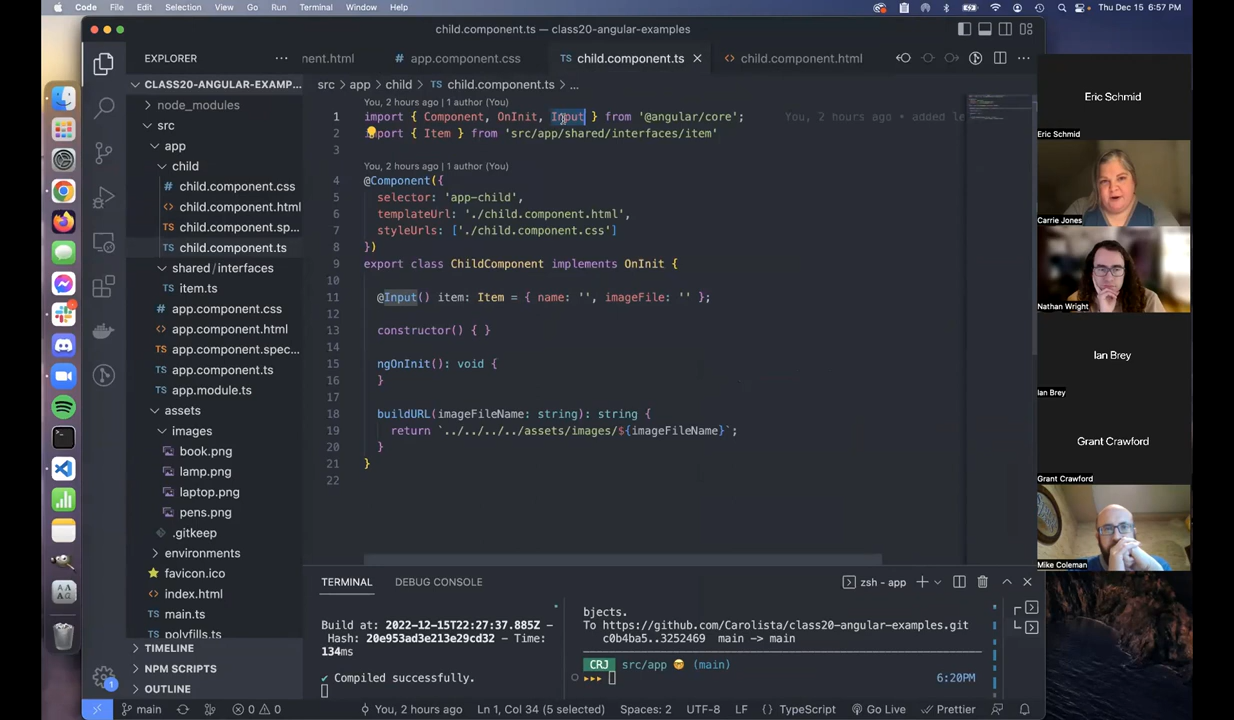 Code File Edit Selection View Go Run Terminal Window Help
Thu Dec 15 6:57 PM
child.component.ts — class20-angular-examples
EXPLORER
nent.html
app.component.css
TS child.component.ts
child.component.html
CLASS20-ANGULAR-EXAMP...
src > app > child > TS child.component.ts > ...
node_modules
src
app
child
child.component.css
child.component.html
TS child.component.sp...
TS child.component.ts
shared/interfaces
TS item.ts
app.component.css
app.component.html
TS app.component.spec...
TS app.component.ts
TS app.module.ts
assets
images
book.png
lamp.png
laptop.png
pens.png
.gitkeep
environments
favicon.ico
index.html
TS main.ts
TS polyfills.ts
TIMELINE
NPM SCRIPTS
OUTLINE
You, 2 hours ago | 1 author (You)
1 import { Component, OnInit, Input } from '@angular/core'; You, 2 hours ago • added le
2 import { Item } from 'src/app/shared/interfaces/item'
3
You, 2 hours ago | 1 author (You)
4 @Component({
5 selector: 'app-child',
6 templateUrl: './child.component.html',
7 styleUrls: ['./child.component.css']
8 })
9 export class ChildComponent implements OnInit {
10
11 @Input() item: Item = { name: '', imageFile: '' };
12
13 constructor() { }
14
15 ngOnInit(): void {
16 }
17
18 buildURL(imageFileName: string): string {
19 return `../../../../assets/images/${imageFileName}`;
20 }
21 }
22
TERMINAL DEBUG CONSOLE
zsh - app
Build at: 2022-12-15T22:27:37.885Z -
Hash: 20e953ad3e213e29cd32 - Time:
134ms
✔ Compiled successfully.
bjects.
To https://github.com/Carolista/class20-angular-examples.git
c0b4ba5..3252469 main -> main
CRJ src/app (main)
6:20PM
1
main
0 0
You, 2 hours ago
Ln 1, Col 34 (5 selected)
Spaces: 2
UTF-8
LF
{} TypeScript
Go Live
Prettier
Eric Schmid
Eric Schmid
Carrie Jones
Nathan Wright
Ian Brey
Ian Brey
Grant Crawford
Grant Crawford
Mike Coleman